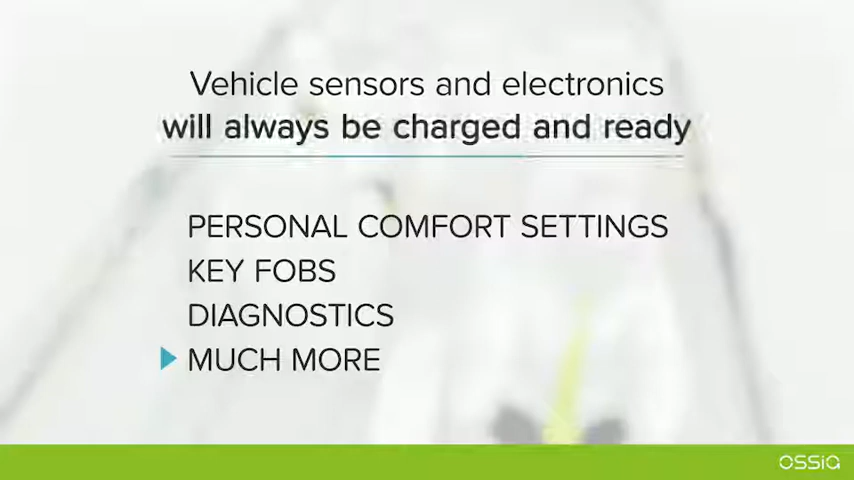 Vehicle sensors and electronics
will always be charged and ready
PERSONAL COMFORT SETTINGS
KEY FOBS
DIAGNOSTICS
MUCH MORE
OSSIA